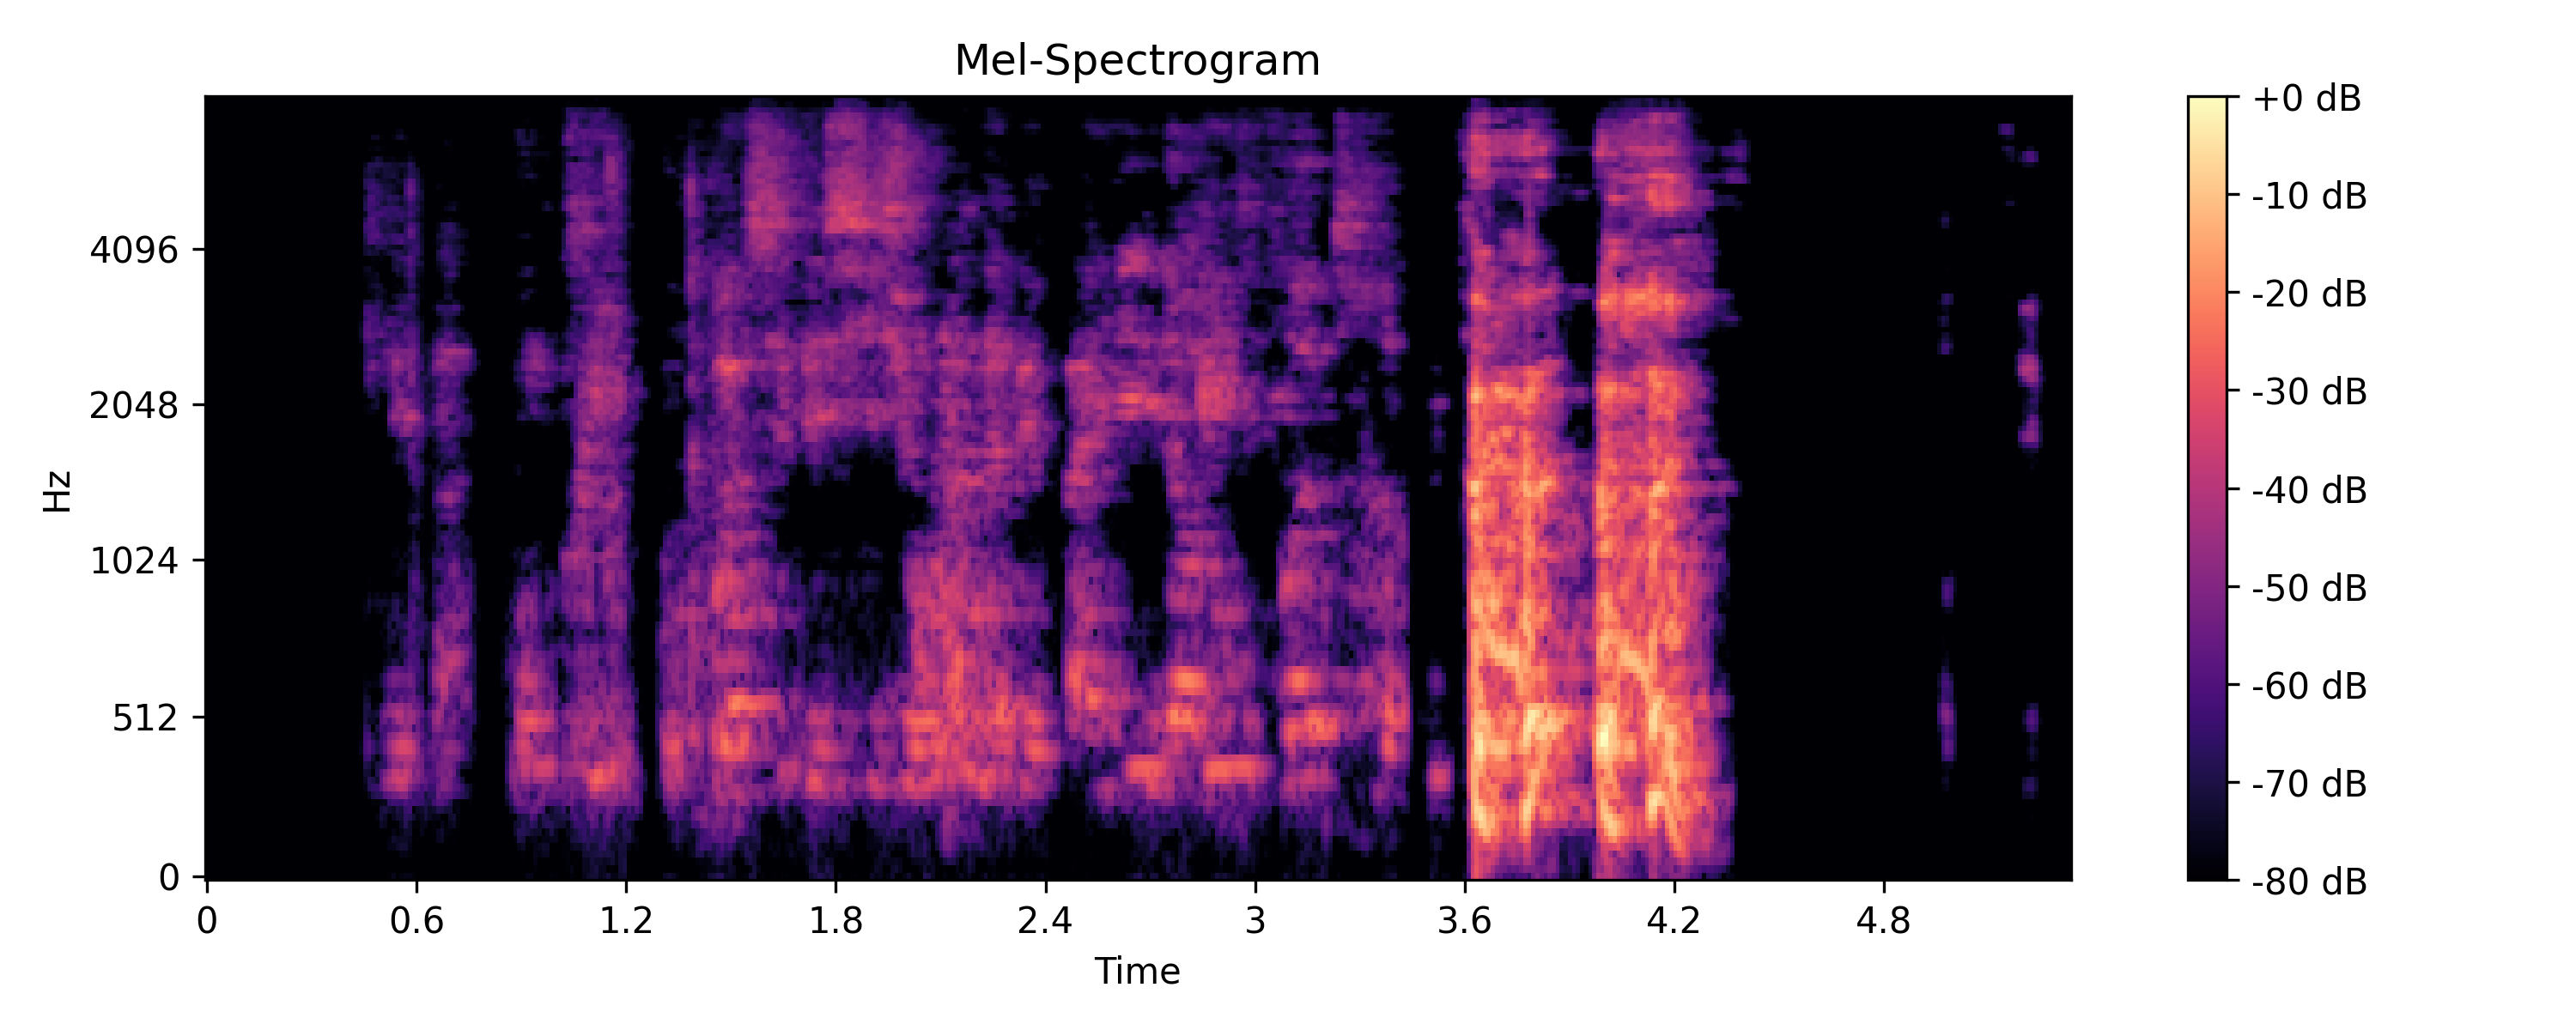 Mel-Spectrogram
+0 dB
-10 dB
-20 dB
-30 dB
-40 dB
-50 dB
-60 dB
-70 dB
-80 dB
4096
2048
1024
512
0
Hz
0 0.6 1.2 1.8 2.4 3 3.6 4.2 4.8
Time